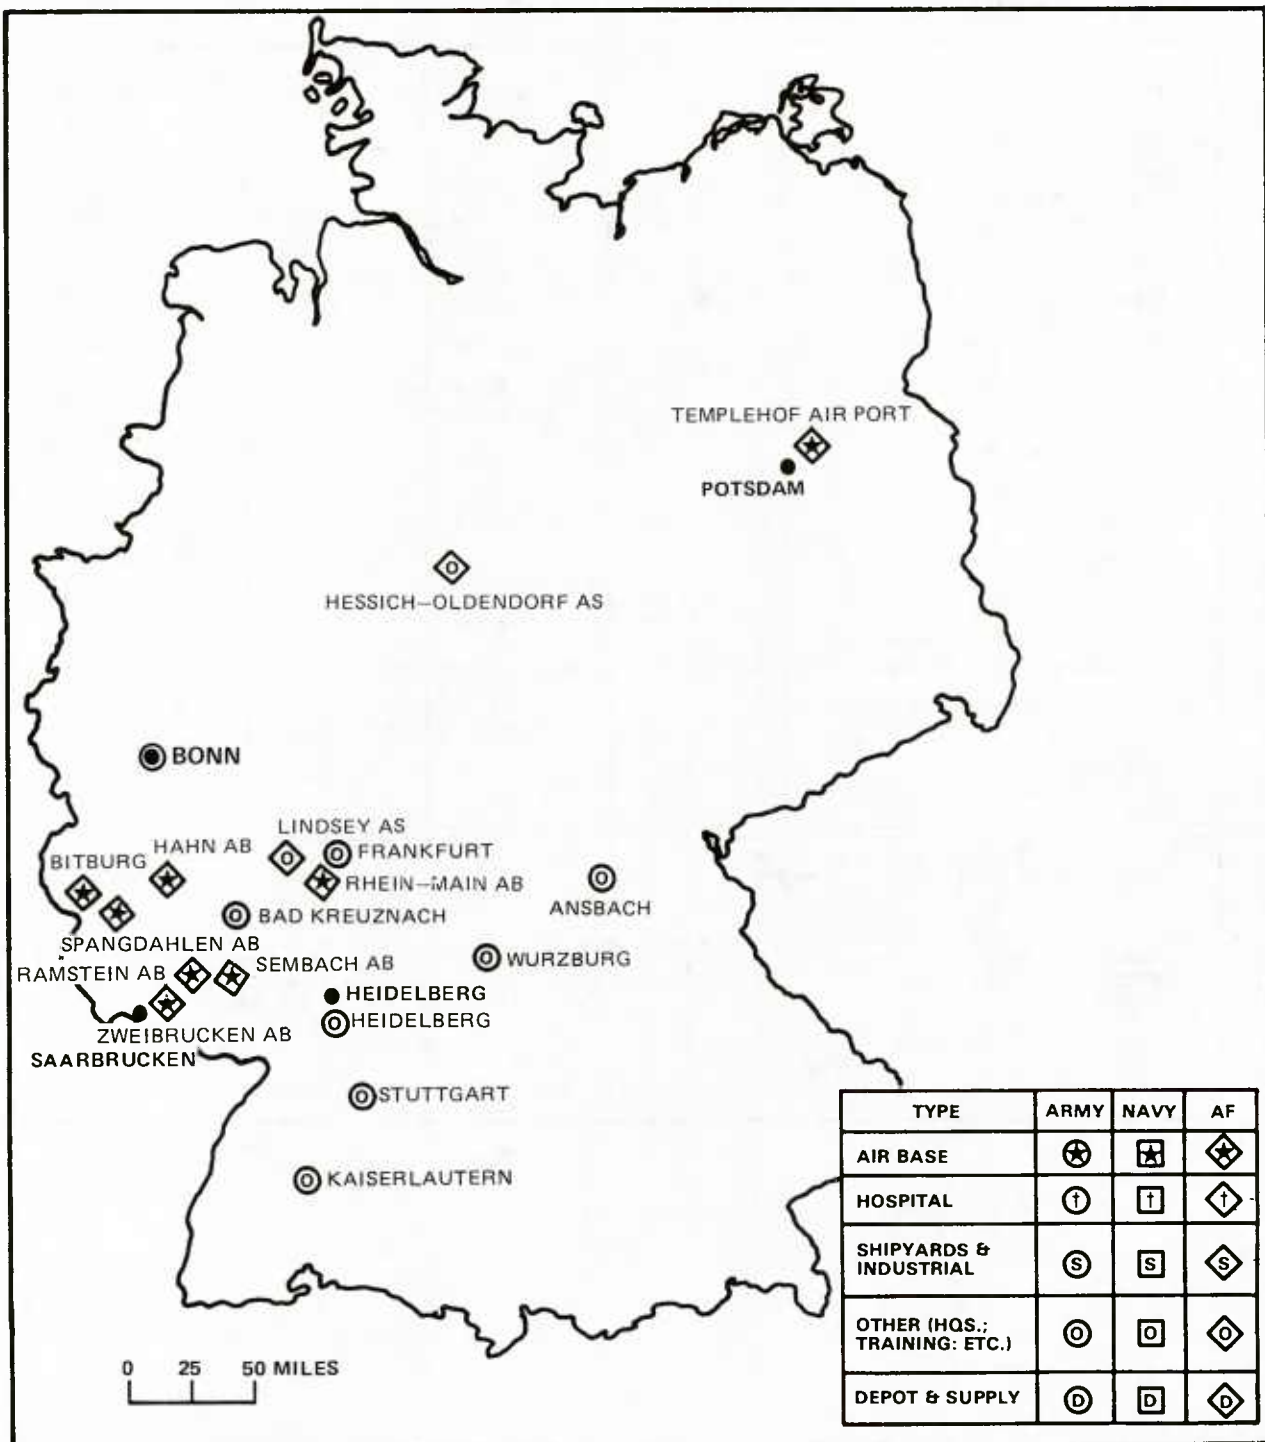 TEMPLEHOF AIR PORT
POTSDAM
O
HESSICH–OLDENDORF AS
BONN
LINDSEY AS
O
HAHN AB
O
FRANKFURT
BITBURG
RHEIN–MAIN AB
O
ANSBACH
O
BAD KREUZNACH
SPANGDAHLEN AB
O
WURZBURG
RAMSTEIN AB
SEMBACH AB
HEIDELBERG
O
HEIDELBERG
ZWEIBRUCKEN AB
SAARBRUCKEN
O
STUTTGART
O
KAISERLAUTERN
0 25 50 MILES
TYPE ARMY NAVY AF
AIR BASE
HOSPITAL † † †
SHIPYARDS &
INDUSTRIAL S S S
OTHER (HQS.;
TRAINING: ETC.) O O O
DEPOT & SUPPLY D D D